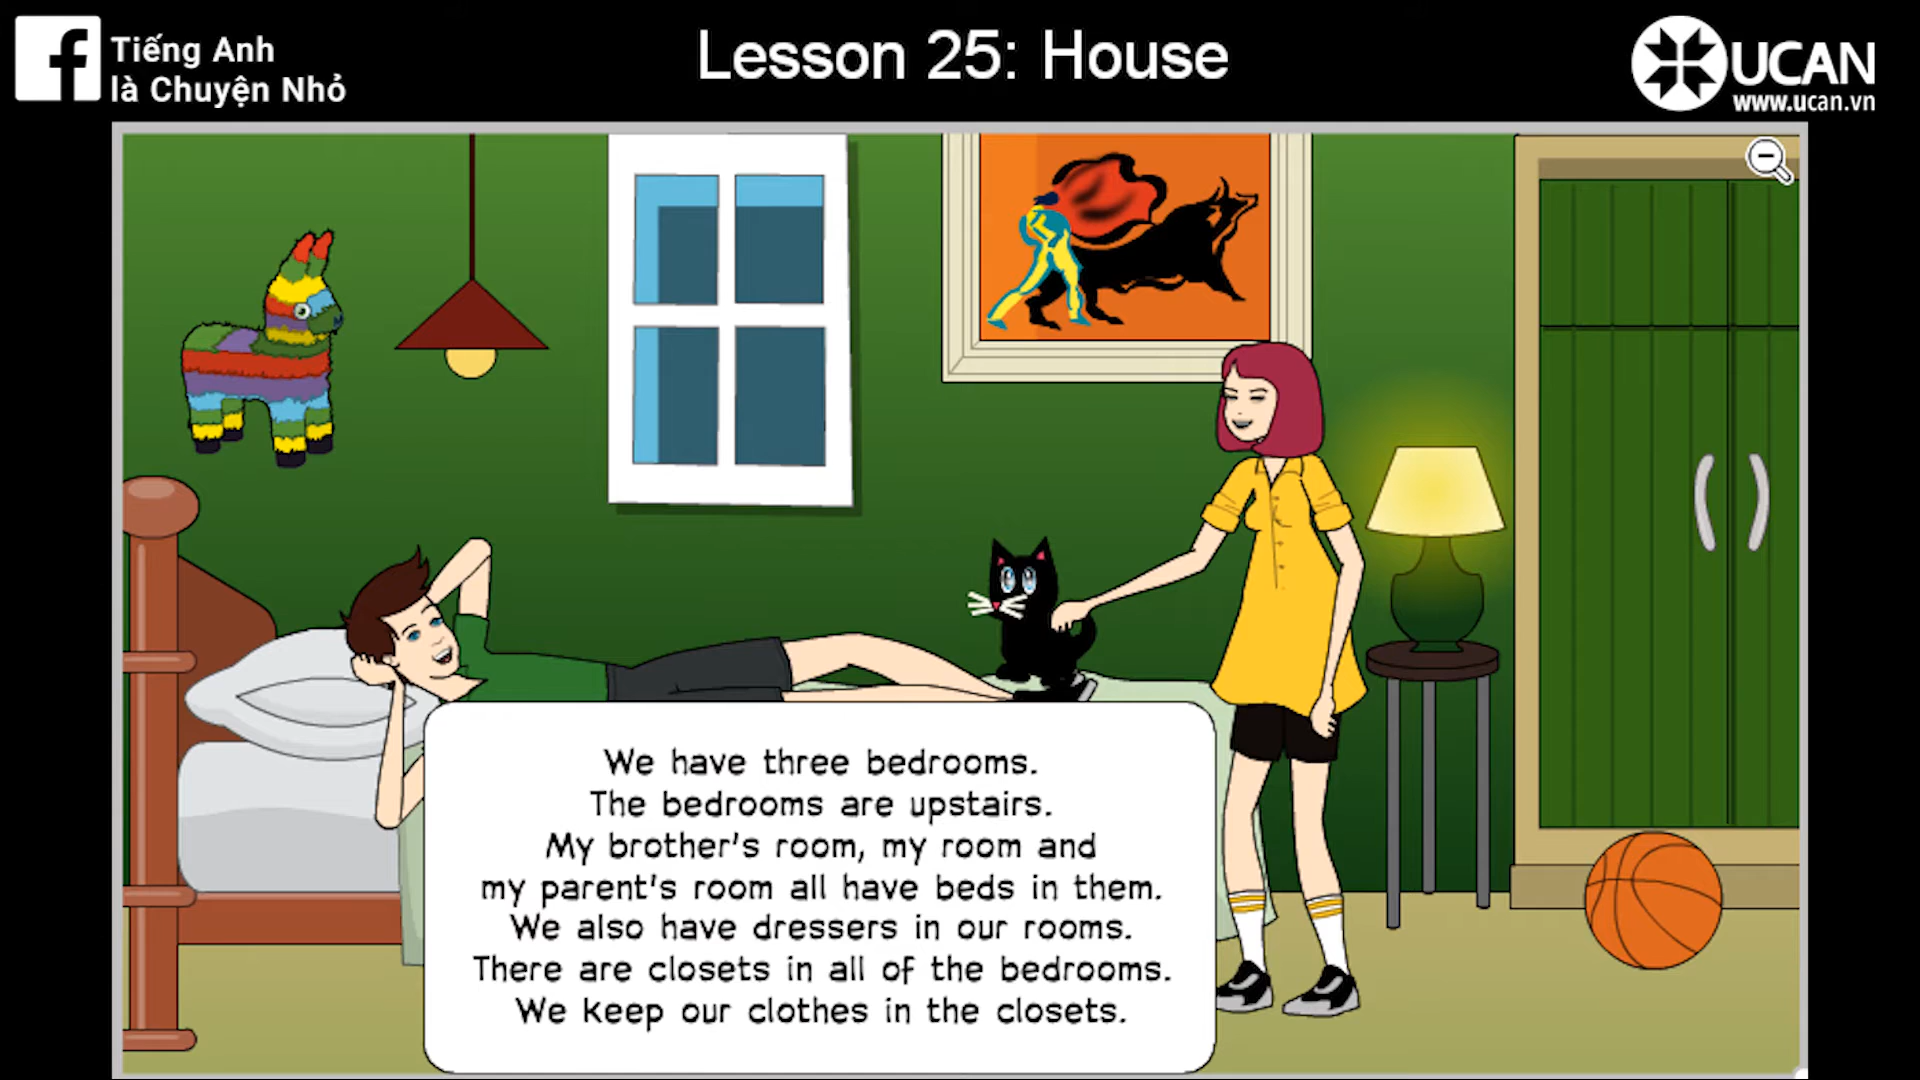 Tiếng Anh
là Chuyện Nhỏ
Lesson 25: House
UCAN
www.ucan.vn
We have three bedrooms.
The bedrooms are upstairs.
My brother's room, my room and
my parent's room all have beds in them.
We also have dressers in our rooms.
There are closets in all of the bedrooms.
We keep our clothes in the closets.